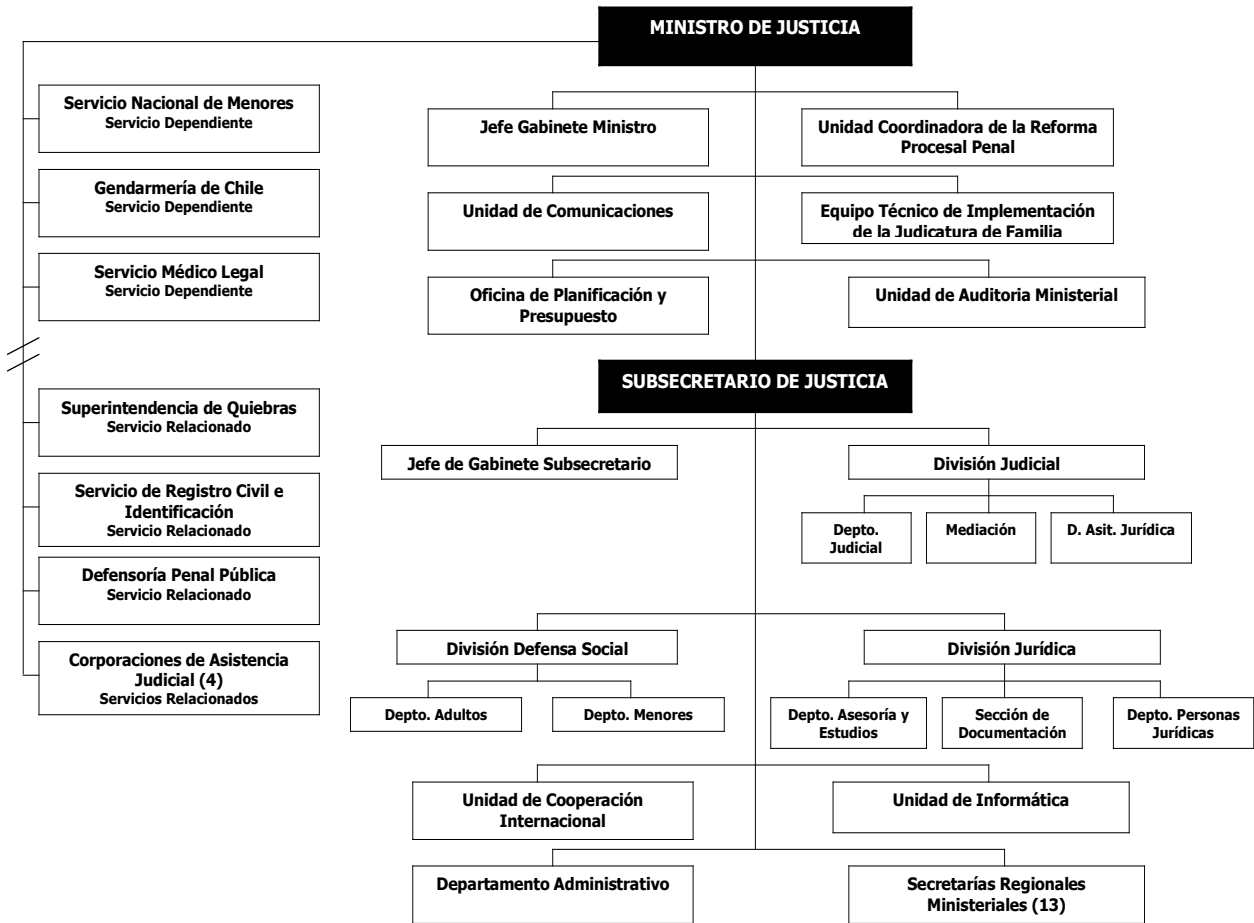 MINISTRO DE JUSTICIA
Servicio Nacional de Menores
Servicio Dependiente
Gendarmería de Chile
Servicio Dependiente
Servicio Médico Legal
Servicio Dependiente
Superintendencia de Quiebras
Servicio Relacionado
Servicio de Registro Civil e
Identificación
Servicio Relacionado
Defensoría Penal Pública
Servicio Relacionado
Corporaciones de Asistencia
Judicial (4)
Servicios Relacionados
Jefe Gabinete Ministro
Unidad Coordinadora de la Reforma
Procesal Penal
Unidad de Comunicaciones
Equipo Técnico de Implementación
de la Judicatura de Familia
Oficina de Planificación y
Presupuesto
Unidad de Auditoria Ministerial
SUBSECRETARIO DE JUSTICIA
Jefe de Gabinete Subsecretario
División Judicial
Depto.
Judicial
Mediación
D. Asit. Jurídica
División Defensa Social
Depto. Adultos
Depto. Menores
División Jurídica
Depto. Asesoría y
Estudios
Sección de
Documentación
Depto. Personas
Jurídicas
Unidad de Cooperación
Internacional
Unidad de Informática
Departamento Administrativo
Secretarías Regionales
Ministeriales (13)